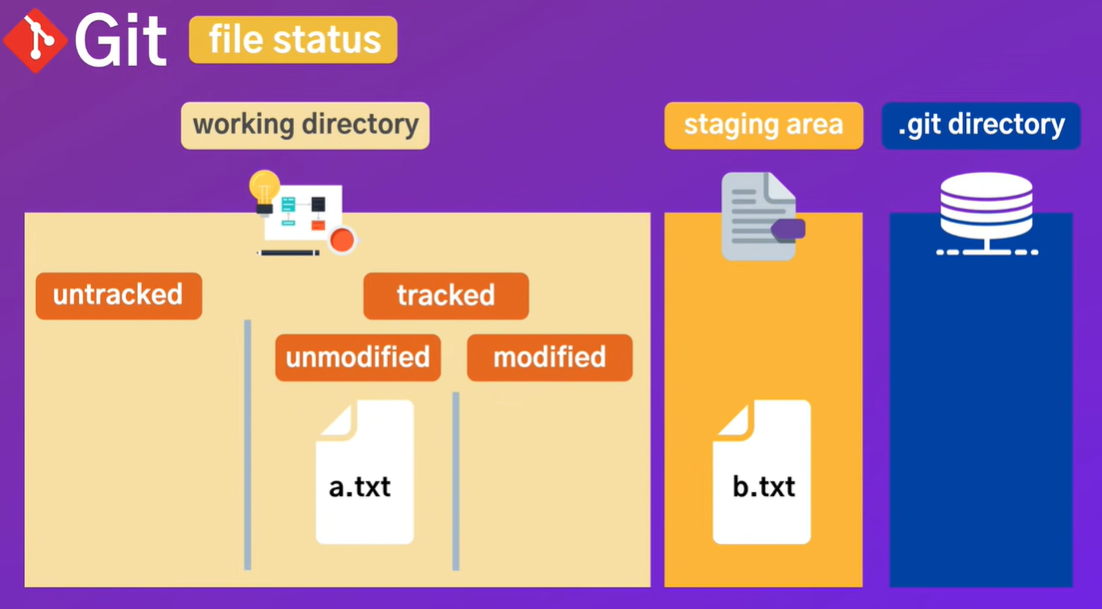 Git file status
working directory
staging area
.git directory
untracked
tracked
unmodified
modified
a.txt
b.txt